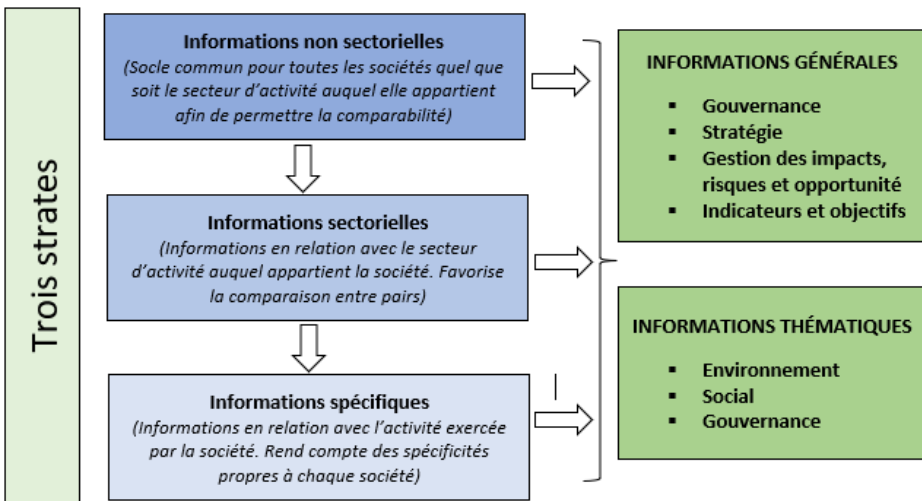 Trois strates
Informations non sectorielles
(Socle commun pour toutes les sociétés quel que
soit le secteur d'activité auquel elle appartient
afin de permettre la comparabilité)
Informations sectorielles
(Informations en relation avec le secteur
d'activité auquel appartient la société. Favorise
la comparaison entre pairs)
Informations spécifiques
(Informations en relation avec l'activité exercée
par la société. Rend compte des spécificités
propres à chaque société)
INFORMATIONS GÉNÉRALES
▪ Gouvernance
▪ Stratégie
▪ Gestion des impacts,
risques et opportunité
▪ Indicateurs et objectifs
INFORMATIONS THÉMATIQUES
▪ Environnement
▪ Social
▪ Gouvernance